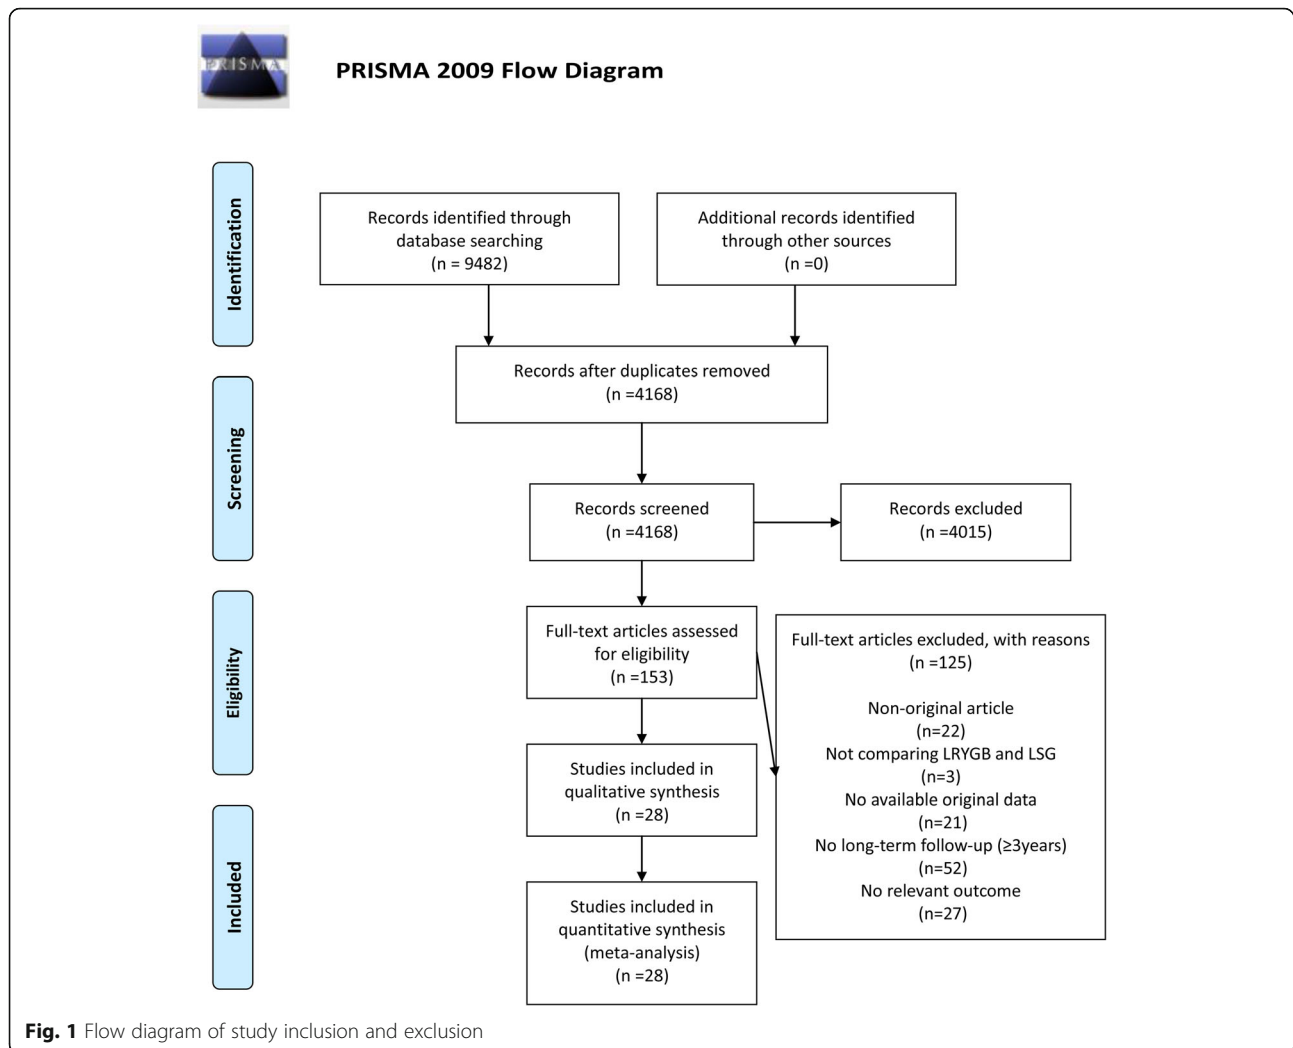 PRISMA
PRISMA 2009 Flow Diagram
Identification
Records identified through
database searching
(n = 9482)
Additional records identified
through other sources
(n =0)
Records after duplicates removed
(n =4168)
Screening
Records screened
(n =4168)
Records excluded
(n =4015)
Eligibility
Full-text articles assessed
for eligibility
(n =153)
Full-text articles excluded, with reasons
(n =125)
Non-original article
(n=22)
Not comparing LRYGB and LSG
(n=3)
No available original data
(n=21)
No long-term follow-up (≥3years)
(n=52)
No relevant outcome
(n=27)
Studies included in
qualitative synthesis
(n =28)
Included
Studies included in
quantitative synthesis
(meta-analysis)
(n =28)
Fig. 1 Flow diagram of study inclusion and exclusion